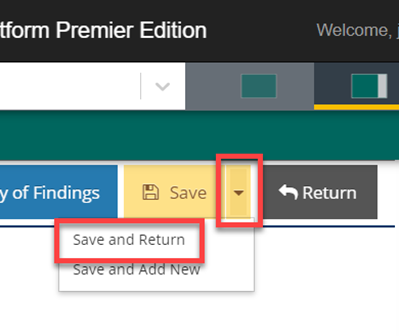 tform Premier Edition Welcome,
y of Findings Save Return
Save and Return
Save and Add New